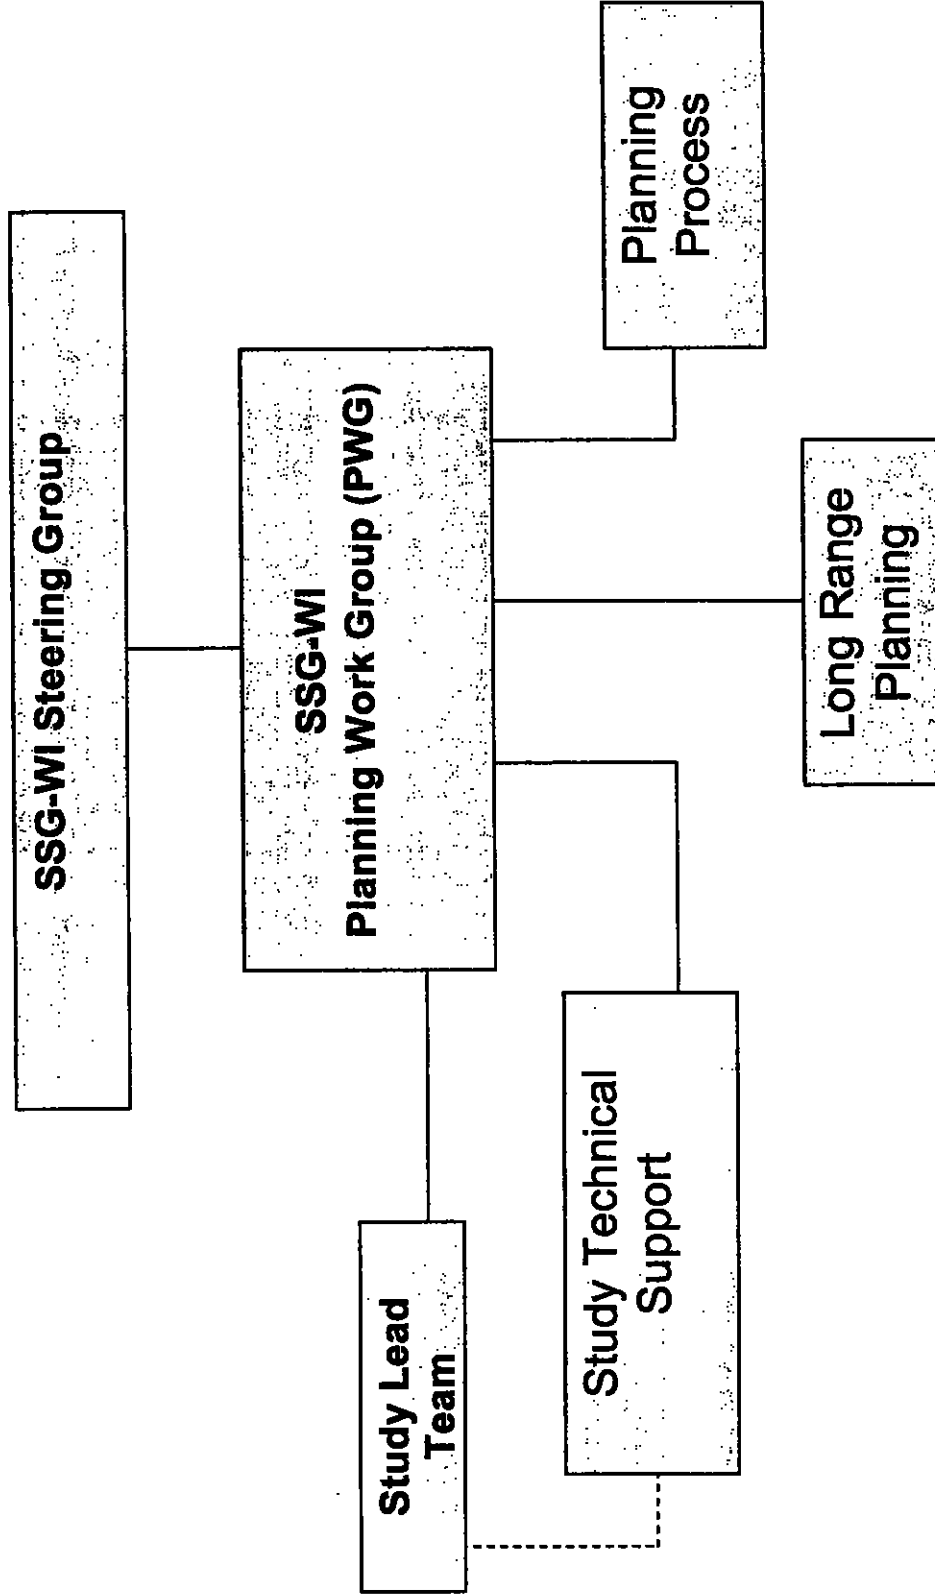 SSG-WI Steering Group
SSG-WI
Planning Work Group (PWG)
Study Lead
Team
Study Technical
Support
Long Range
Planning
Planning
Process